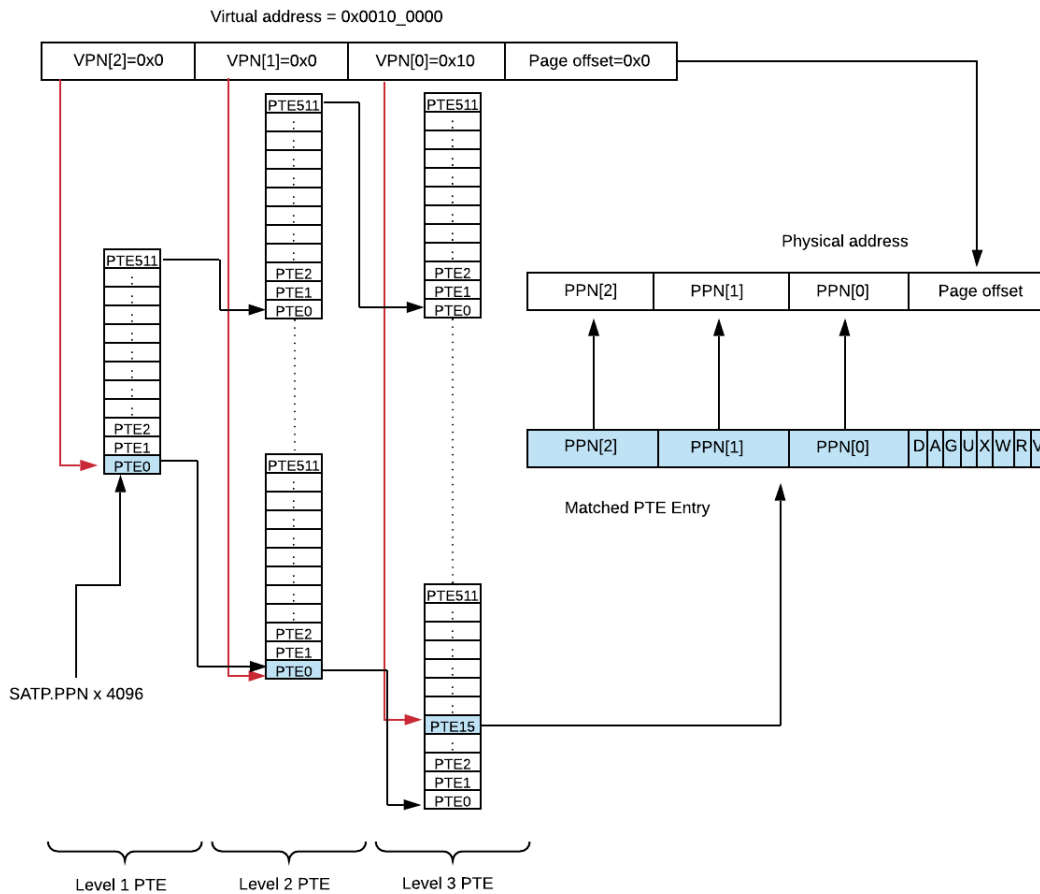 Virtual address = 0x0010_0000
VPN[2]=0x0
VPN[1]=0x0
VPN[0]=0x10
Page offset=0x0
PTE511
:
:
:
:
:
:
:
:
PTE2
PTE1
PTE0
PTE511
:
:
:
:
:
:
:
:
PTE2
PTE1
PTE0
PTE511
:
:
:
:
:
:
:
:
PTE2
PTE1
PTE0
SATP.PPN x 4096
PTE511
:
:
:
:
:
:
:
:
PTE2
PTE1
PTE0
PTE511
:
:
:
:
:
:
PTE15
:
PTE2
PTE1
PTE0
Physical address
PPN[2]
PPN[1]
PPN[0]
Page offset
PPN[2]
PPN[1]
PPN[0]
D A G U X W R V
Matched PTE Entry
Level 1 PTE
Level 2 PTE
Level 3 PTE